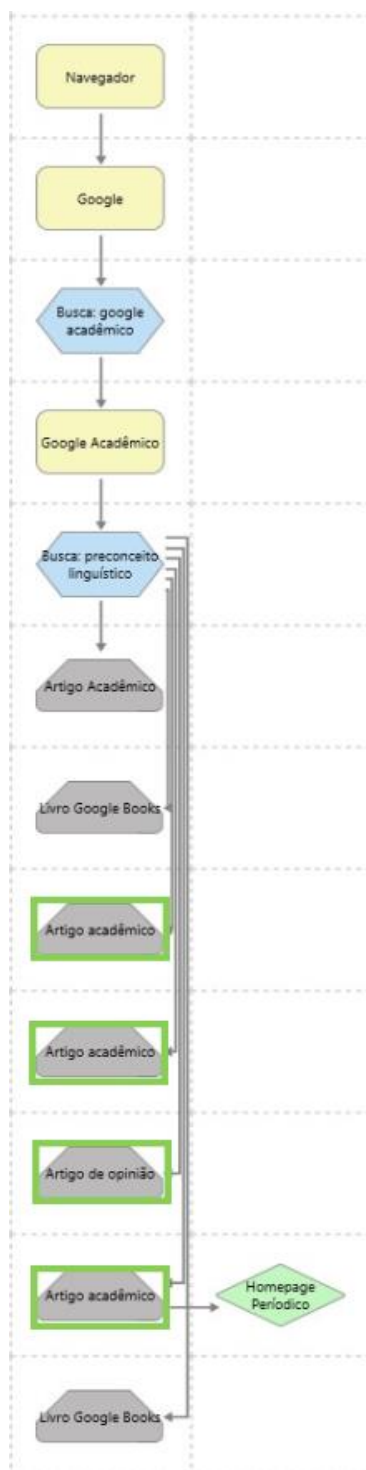 Navegador
Google
Busca: google
acadêmico
Google Acadêmico
Busca: preconceito
linguístico
Artigo Acadêmico
Livro Google Books
Artigo acadêmico
Artigo acadêmico
Artigo de opinião
Artigo acadêmico
Homepage
Períodico
Livro Google Books